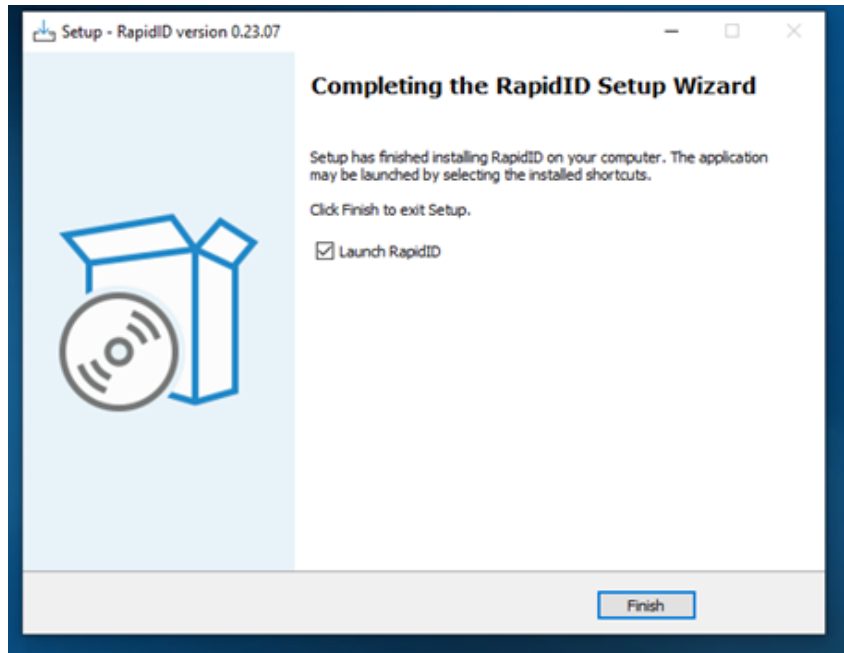 Setup - RapidID version 0.23.07
Completing the RapidID Setup Wizard
Setup has finished installing RapidID on your computer. The application
may be launched by selecting the installed shortcuts.
Click Finish to exit Setup.
Launch RapidID
Finish